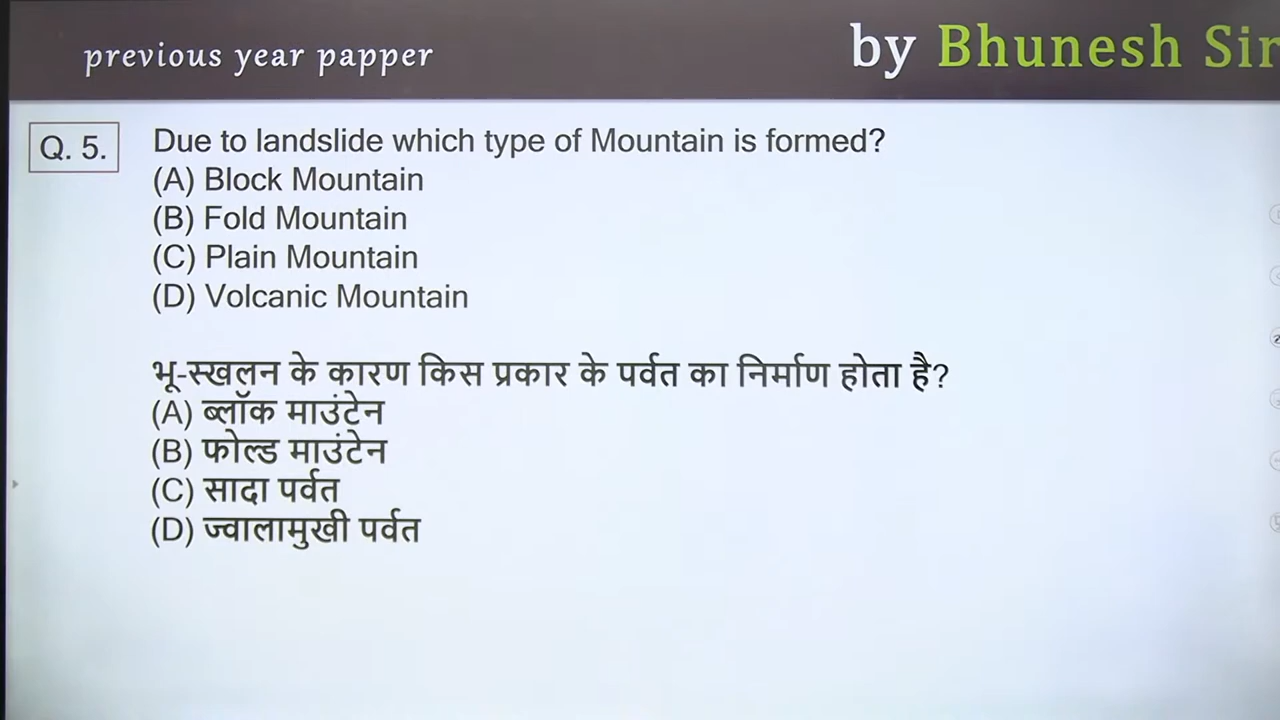 previous year papper
by Bhunesh Sir
Q. 5.
Due to landslide which type of Mountain is formed?
(A) Block Mountain
(B) Fold Mountain
(C) Plain Mountain
(D) Volcanic Mountain
भू-स्खलन के कारण किस प्रकार के पर्वत का निर्माण होता है?
(A) ब्लॉक माउंटेन
(B) फोल्ड माउंटेन
(C) सादा पर्वत
(D) ज्वालामुखी पर्वत